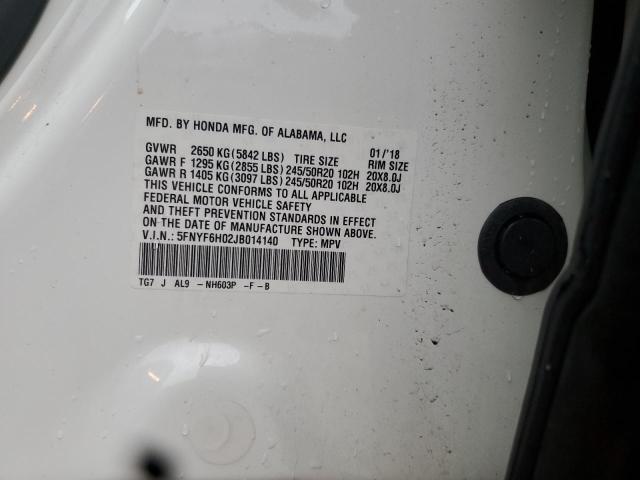 MFD. BY HONDA MFG. OF ALABAMA, LLC 01/'18
GVWR 2650 KG(5842 LBS) TIRE SIZE RIM SIZE
GAWR F 1295 KG(2855 LBS)245/50R20 102H 20X8.0J
GAWR R 1405 KG(3097 LBS)245/50R20 102H 20X8.0J
THIS VEHICLE CONFORMS TO ALL APPLICABLE
FEDERAL MOTOR VEHICLE SAFETY
AND THEFT PREVENTION STANDARDS IN EFFECT
ON THE DATE OF MANUFACTURE SHOWN ABOVE.
V.I.N.: 5FNYF6H02JB014140 TYPE: MPV
TG7 J AL9 -NH603P -F-B